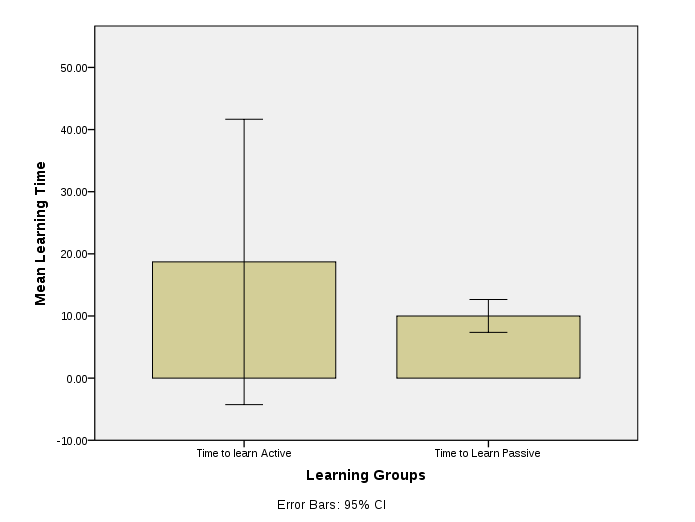 Mean Learning Time
50.00
40.00
30.00
20.00
10.00
0.00
-10.00
Time to learn Active
Time to Learn Passive
Learning Groups
Error Bars: 95% CI